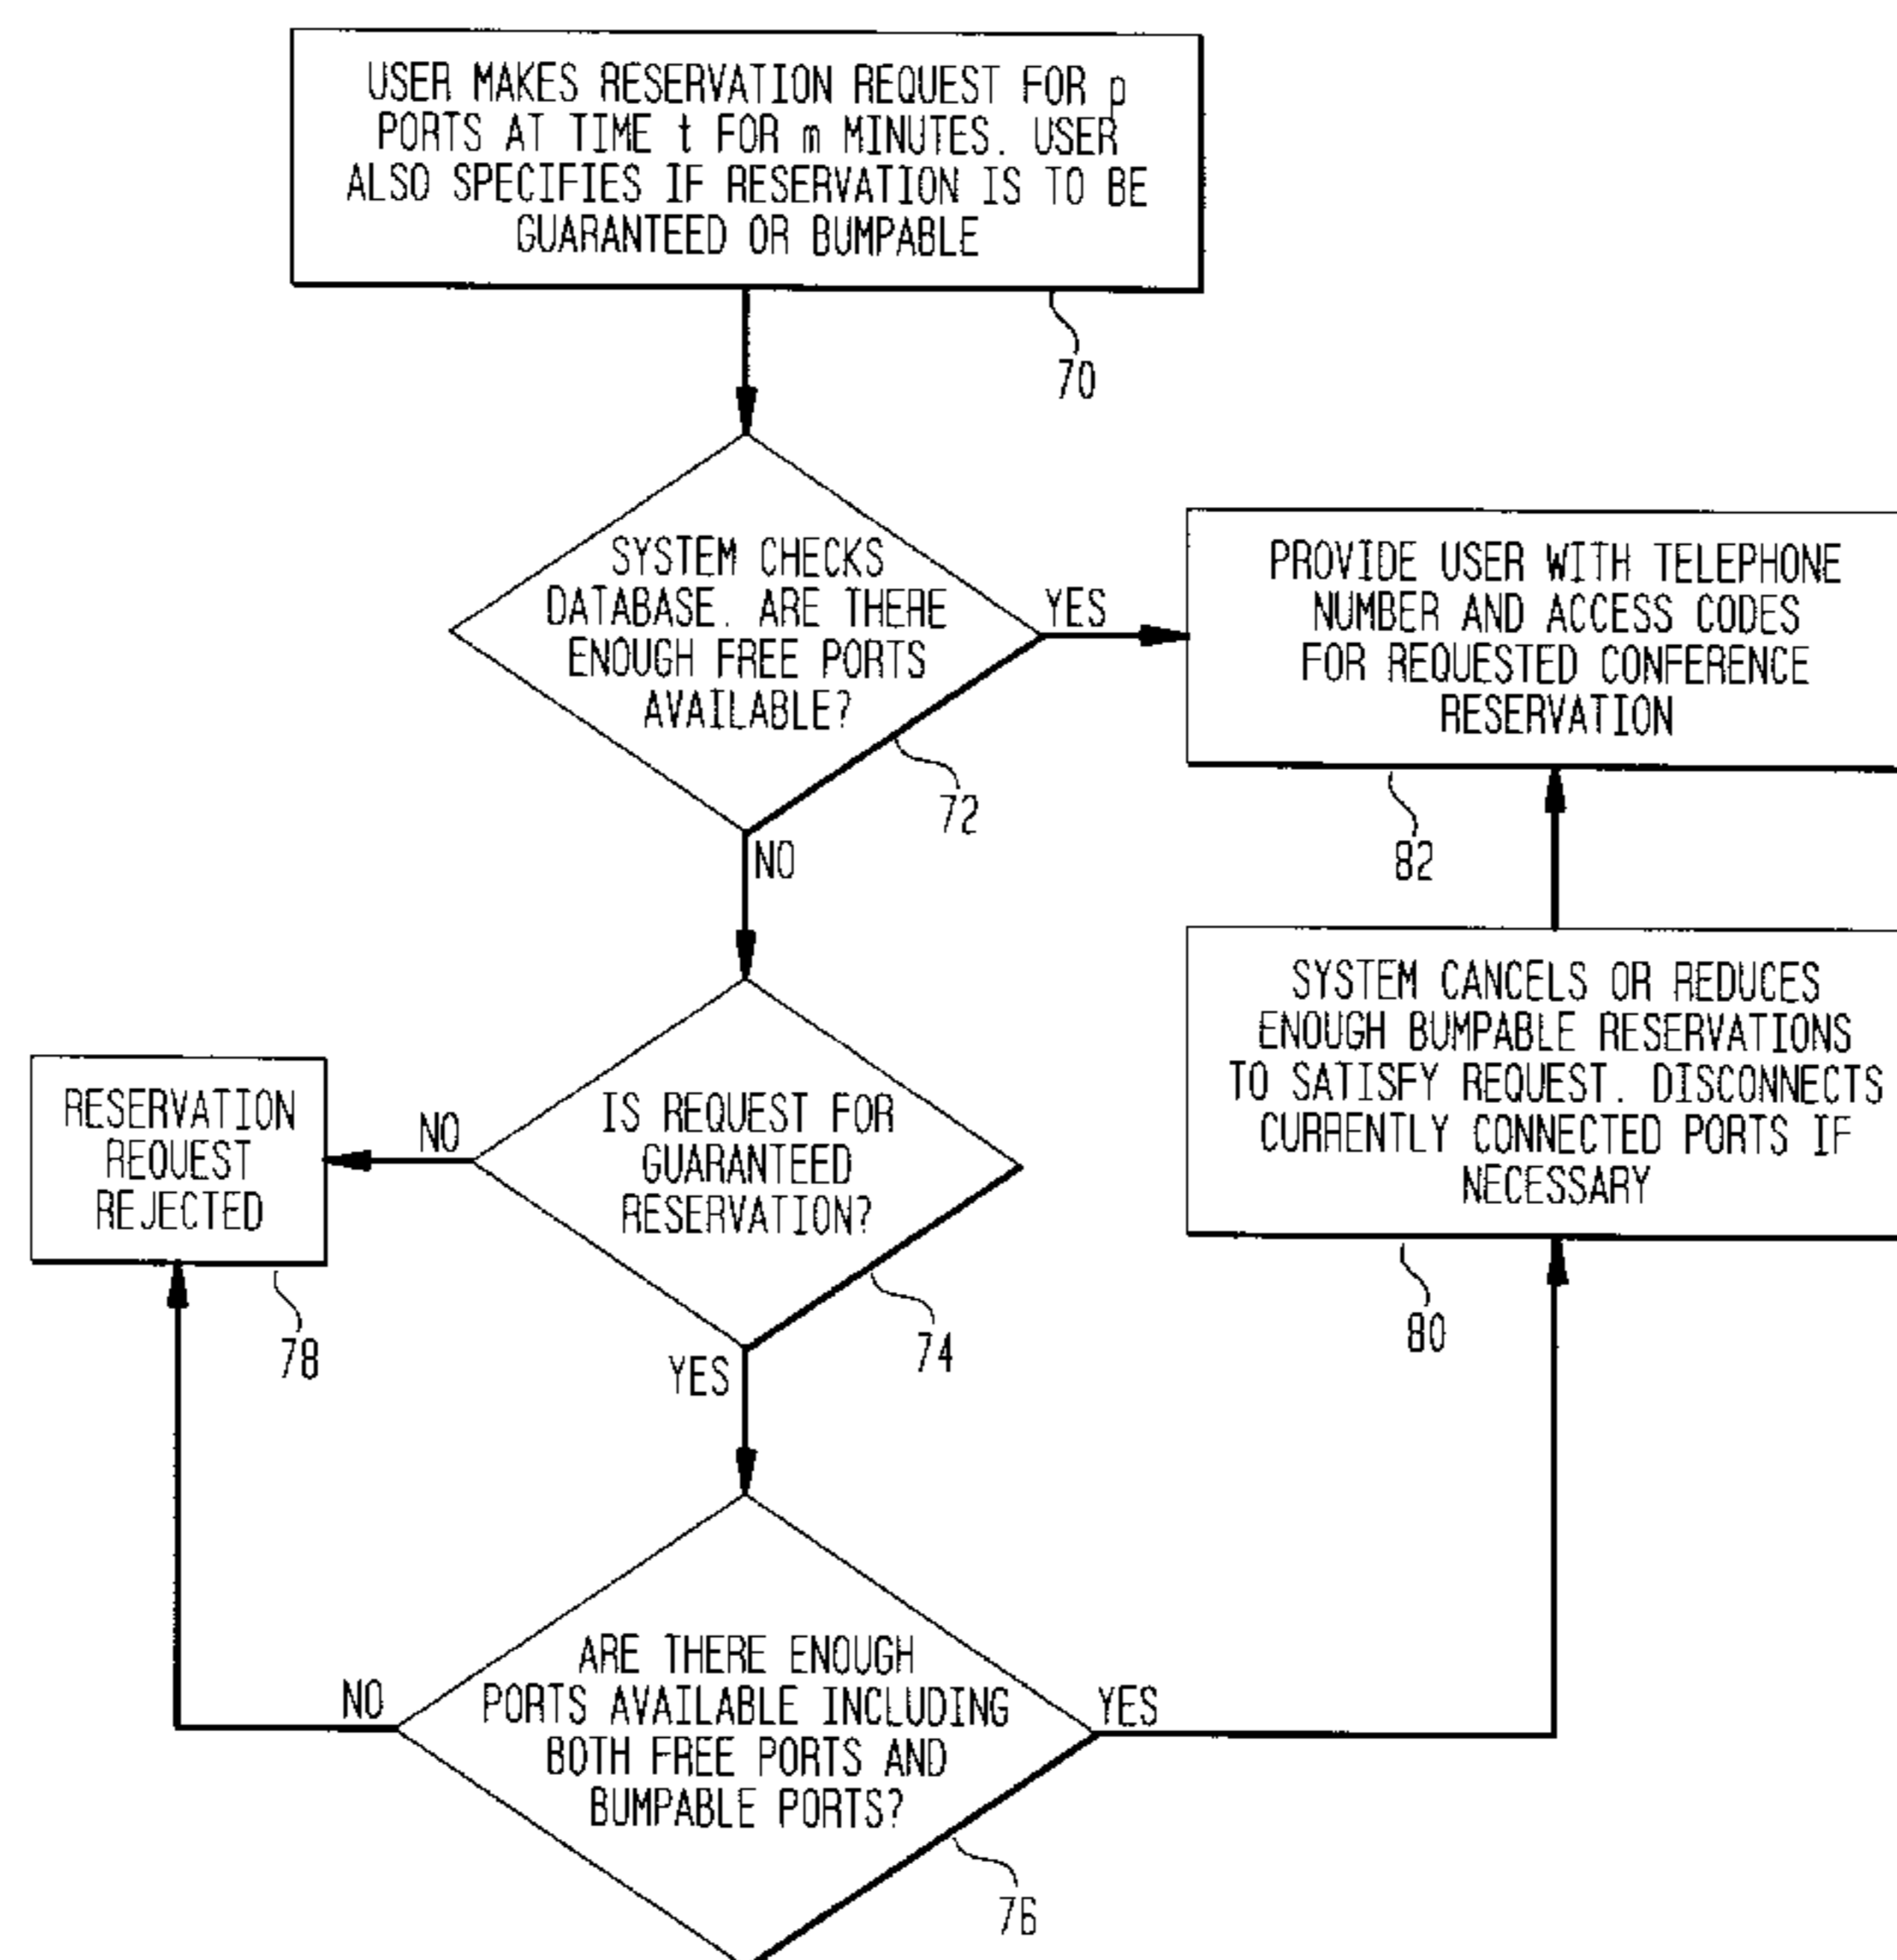 USER MAKES RESERVATION REQUEST FOR p
PORTS AT TIME t FOR m MINUTES. USER
ALSO SPECIFIES IF RESERVATION IS TO BE
GUARANTEED OR BUMPABLE
70
SYSTEM CHECKS
DATABASE. ARE THERE
ENOUGH FREE PORTS
AVAILABLE?
YES
72
NO
PROVIDE USER WITH TELEPHONE
NUMBER AND ACCESS CODES
FOR REQUESTED CONFERENCE
RESERVATION
82
IS REQUEST FOR
GUARANTEED
RESERVATION?
NO
74
YES
RESERVATION
REQUEST
REJECTED
78
SYSTEM CANCELS OR REDUCES
ENOUGH BUMPABLE RESERVATIONS
TO SATISFY REQUEST. DISCONNECTS
CURRENTLY CONNECTED PORTS IF
NECESSARY
80
ARE THERE ENOUGH
PORTS AVAILABLE INCLUDING
BOTH FREE PORTS AND
BUMPABLE PORTS?
NO
YES
76